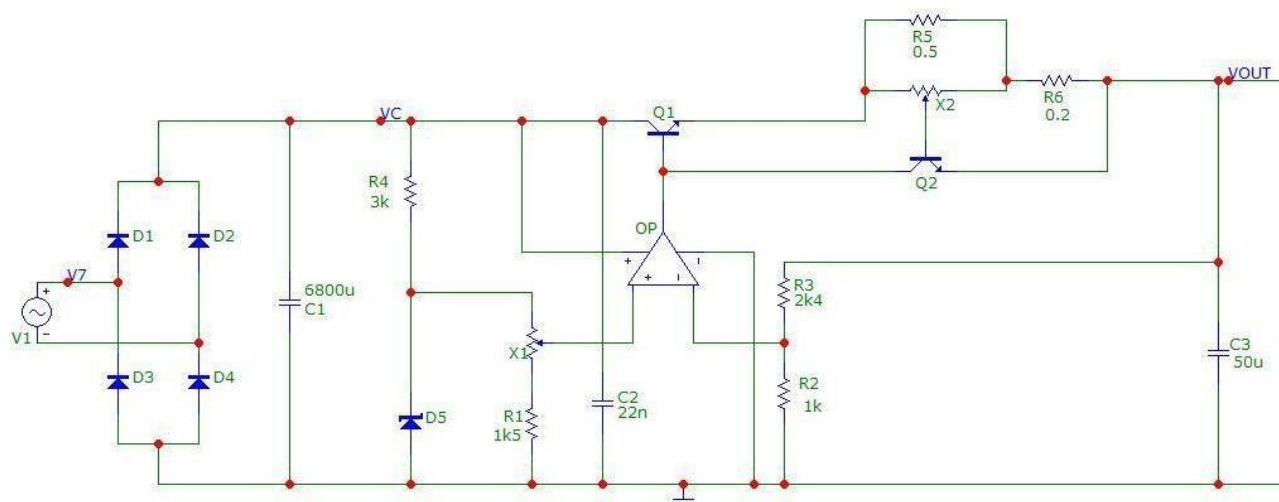 R5
0.5
VOUT
X2
R6
0.2
VC
Q1
Q2
R4
3k
OP
D1
D2
+
+
-
-
V7
+
V1
-
6800u
C1
R3
2k4
X1
C3
50u
D3
D4
D5
R1
1k5
C2
22n
R2
1k